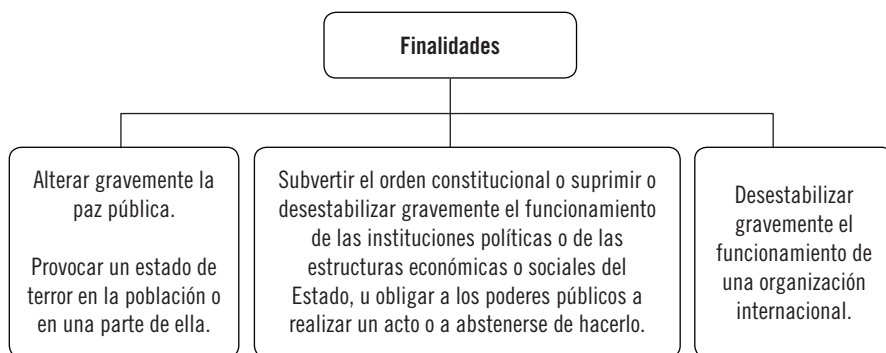 Finalidades
Alterar gravemente la
paz pública.
Provocar un estado de
terror en la población o
en una parte de ella.
Subvertir el orden constitucional o suprimir o
desestabilizar gravemente el funcionamiento
de las instituciones políticas o de las
estructuras económicas o sociales del
Estado, u obligar a los poderes públicos a
realizar un acto o a abstenerse de hacerlo.
Desestabilizar
gravemente el
funcionamiento de
una organización
internacional.